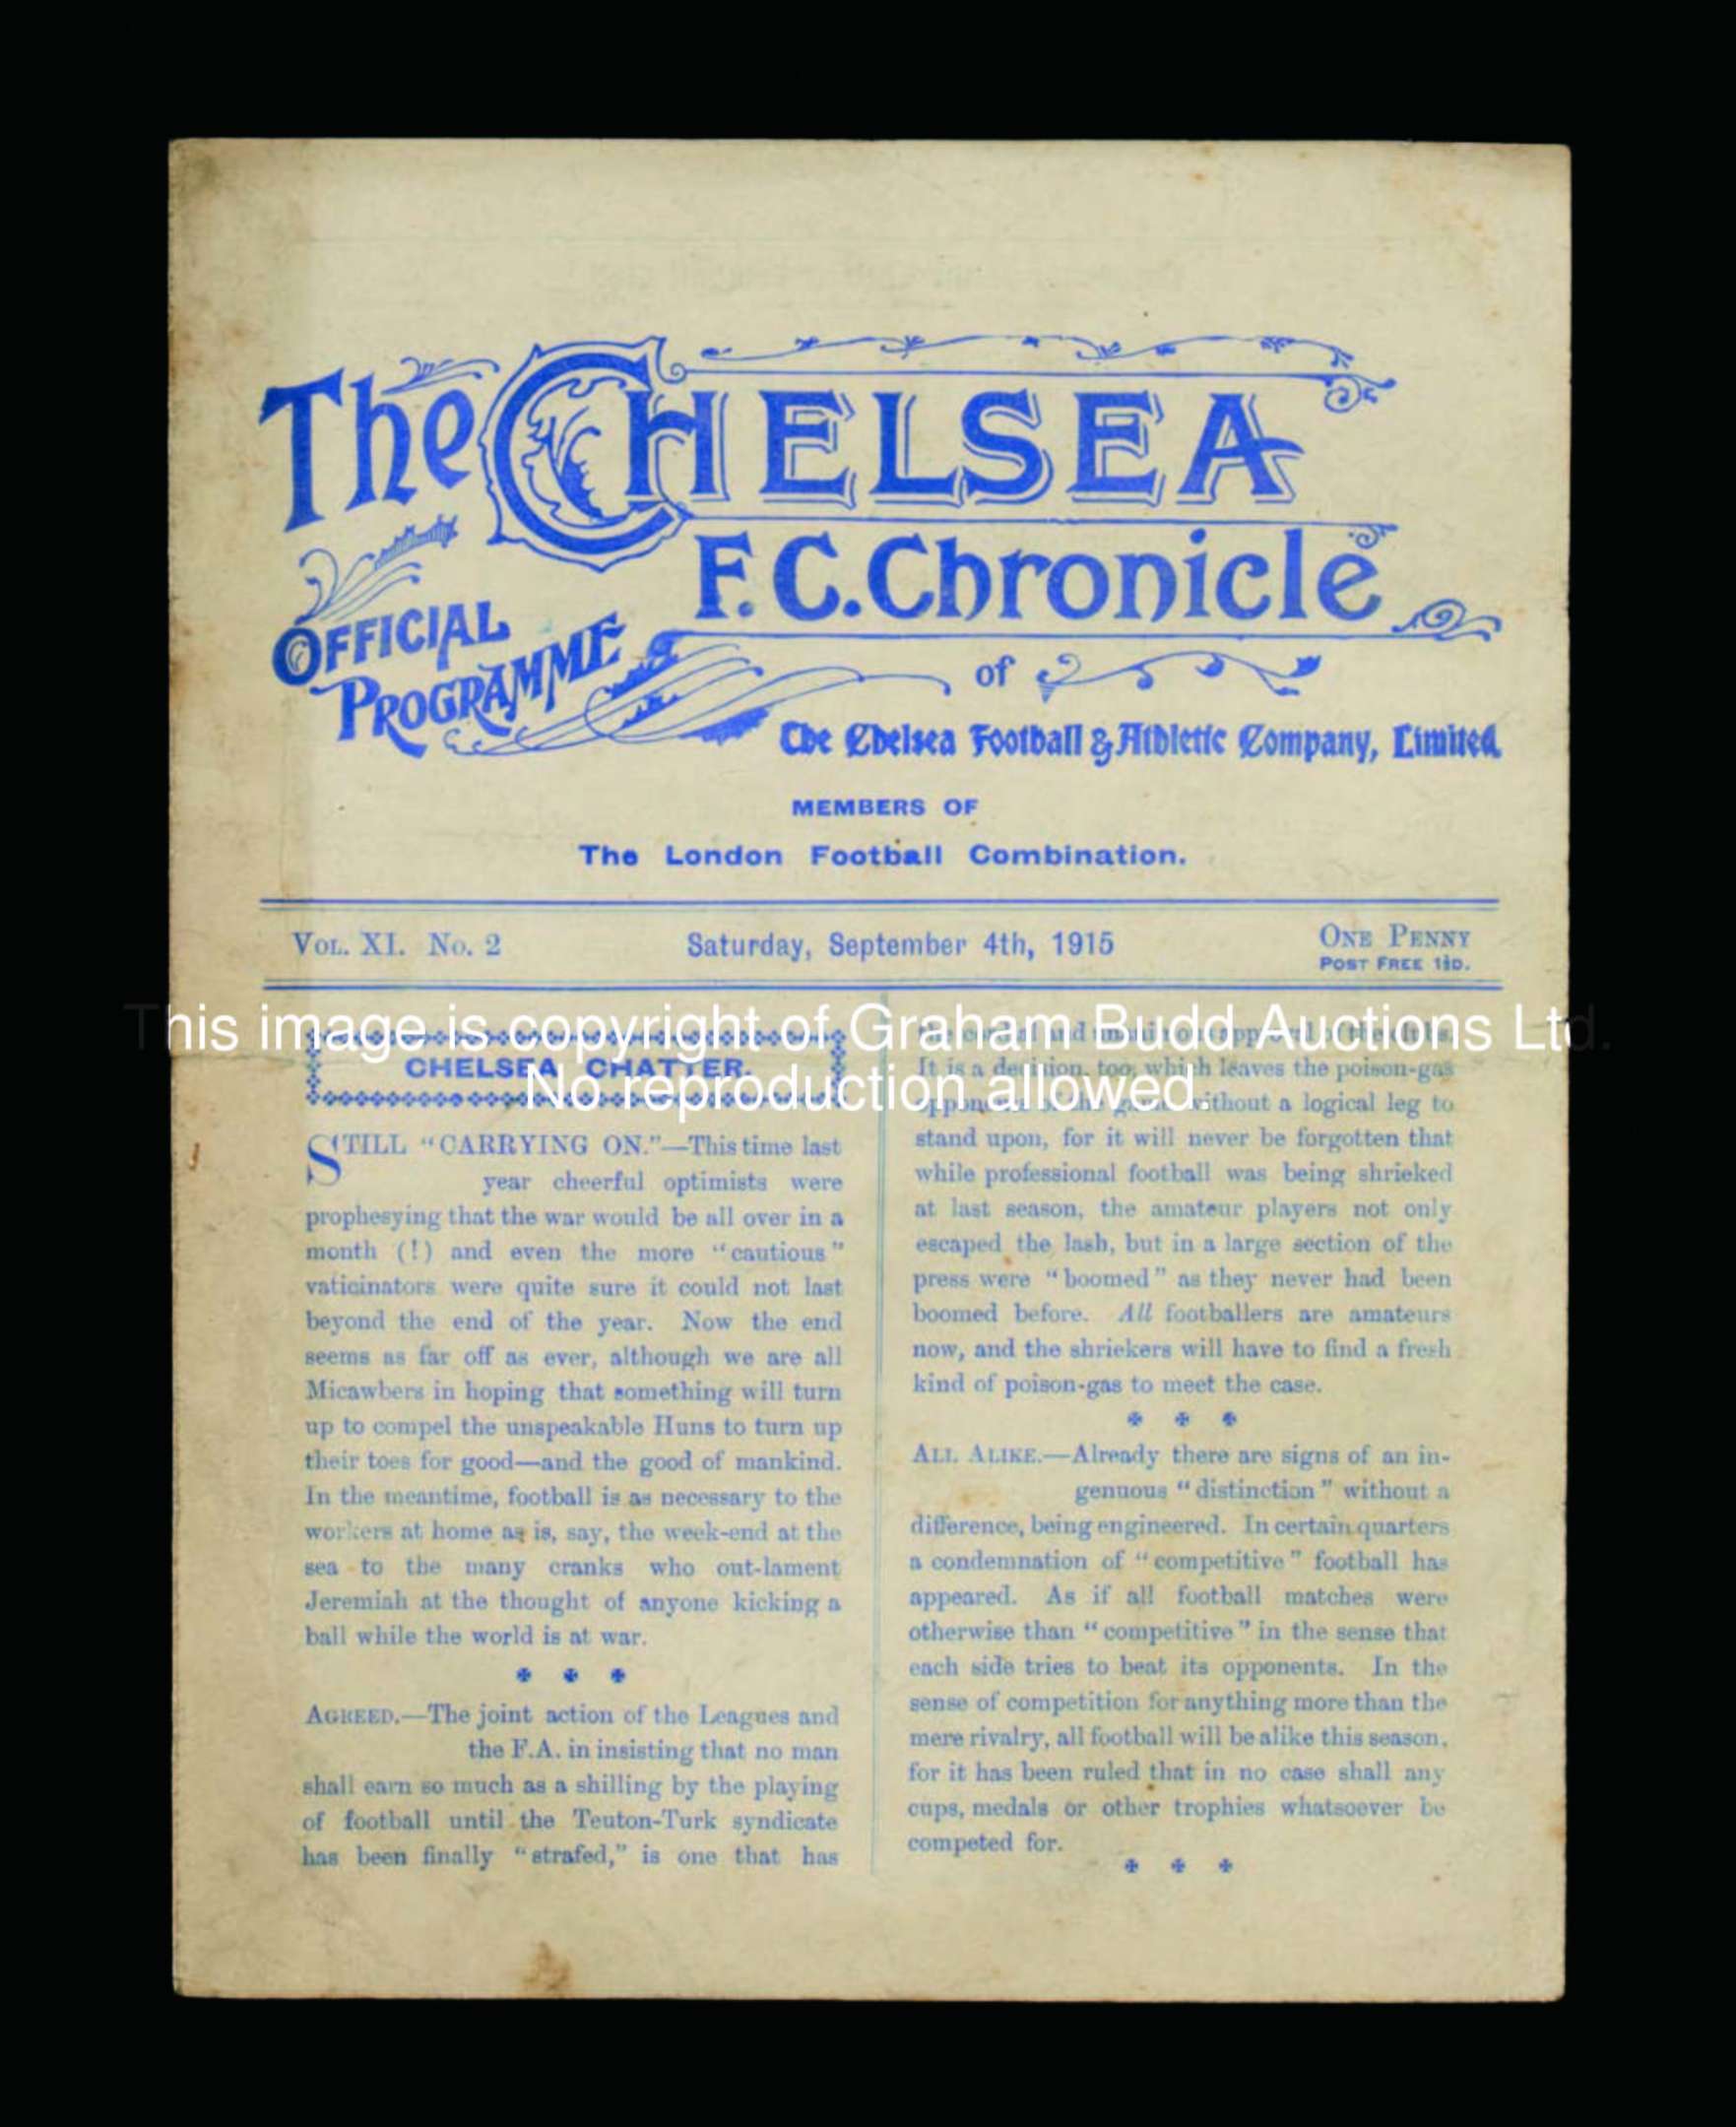 The CHELSEA
F.C. Chronicle
OFFICIAL
PROGRAMME
of
The Chelsea Football & Athletic Company, Limited.
MEMBERS OF
The London Football Combination.
VOL. XI. No. 2 Saturday, September 4th, 1915 ONE PENNY
POST FREE 1½D.
This image is copyright of Graham Budd Auctions Ltd.
No reproduction allowed.
CHELSEA CHATTER.
STILL "CARRYING ON."—This time last
year cheerful optimists were
prophesying that the war would be all over in a
month (!) and even the more "cautious"
vaticinators were quite sure it could not last
beyond the end of the year. Now the end
seems as far off as ever, although we are all
Micawbers in hoping that something will turn
up to compel the unspeakable Huns to turn up
their toes for good—and the good of mankind.
In the meantime, football is as necessary to the
workers at home as is, say, the week-end at the
sea to the many cranks who out-lament
Jeremiah at the thought of anyone kicking a
ball while the world is at war.
AGREED.—The joint action of the Leagues and
the F.A. in insisting that no man
shall earn so much as a shilling by the playing
of football until the Teuton-Turk syndicate
has been finally "strafed," is one that has
and of the
It is a decision, too, which leaves the poison-gas
without a logical leg to
stand upon, for it will never be forgotten that
while professional football was being shrieked
at last season, the amateur players not only
escaped the lash, but in a large section of the
press were "boomed" as they never had been
boomed before. All footballers are amateurs
now, and the shriekers will have to find a fresh
kind of poison-gas to meet the case.
ALL ALIKE.—Already there are signs of an in-
genuous "distinction" without a
difference, being engineered. In certain quarters
a condemnation of "competitive" football has
appeared. As if all football matches were
otherwise than "competitive" in the sense that
each side tries to beat its opponents. In the
sense of competition for anything more than the
mere rivalry, all football will be alike this season,
for it has been ruled that in no case shall any
cups, medals or other trophies whatsoever be
competed for.